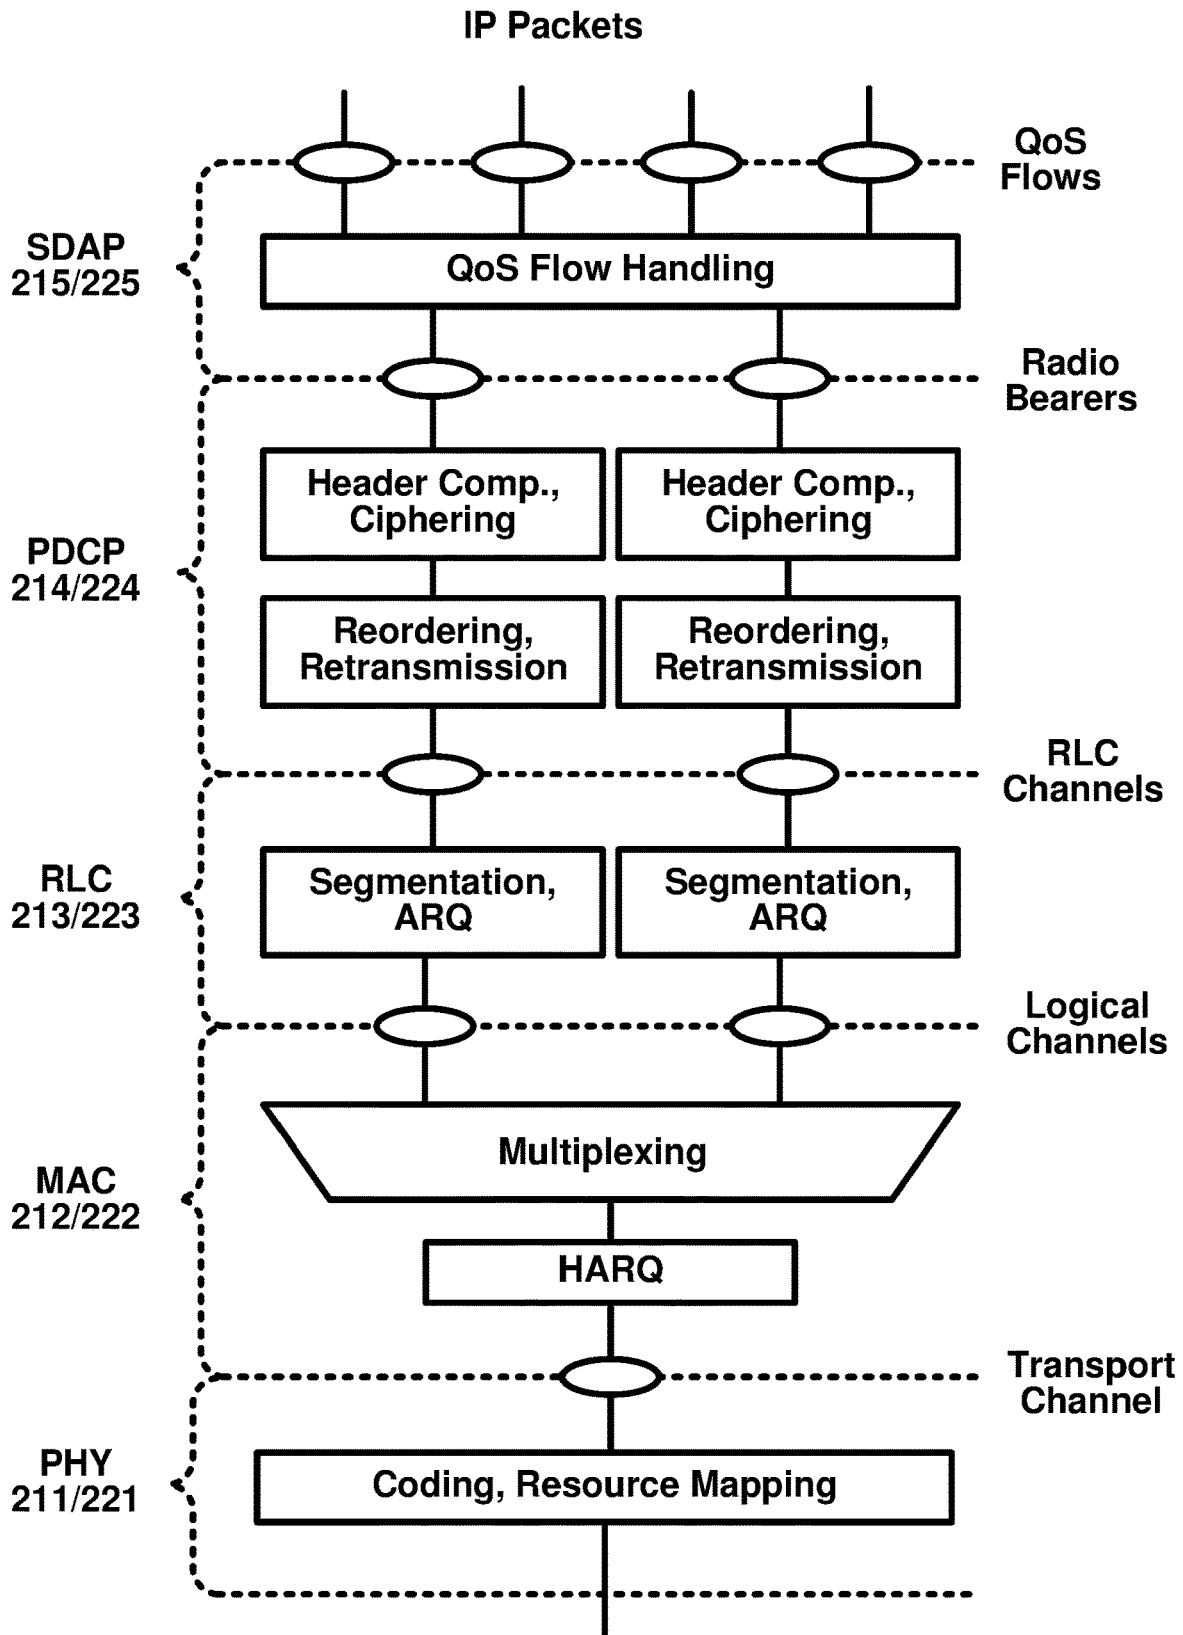 IP Packets
QoS
Flows
SDAP
215/225
QoS Flow Handling
Radio
Bearers
Header Comp.,
Ciphering
Header Comp.,
Ciphering
PDCP
214/224
Reordering,
Retransmission
Reordering,
Retransmission
RLC
Channels
RLC
213/223
Segmentation,
ARQ
Segmentation,
ARQ
Logical
Channels
Multiplexing
MAC
212/222
HARQ
Transport
Channel
PHY
211/221
Coding, Resource Mapping